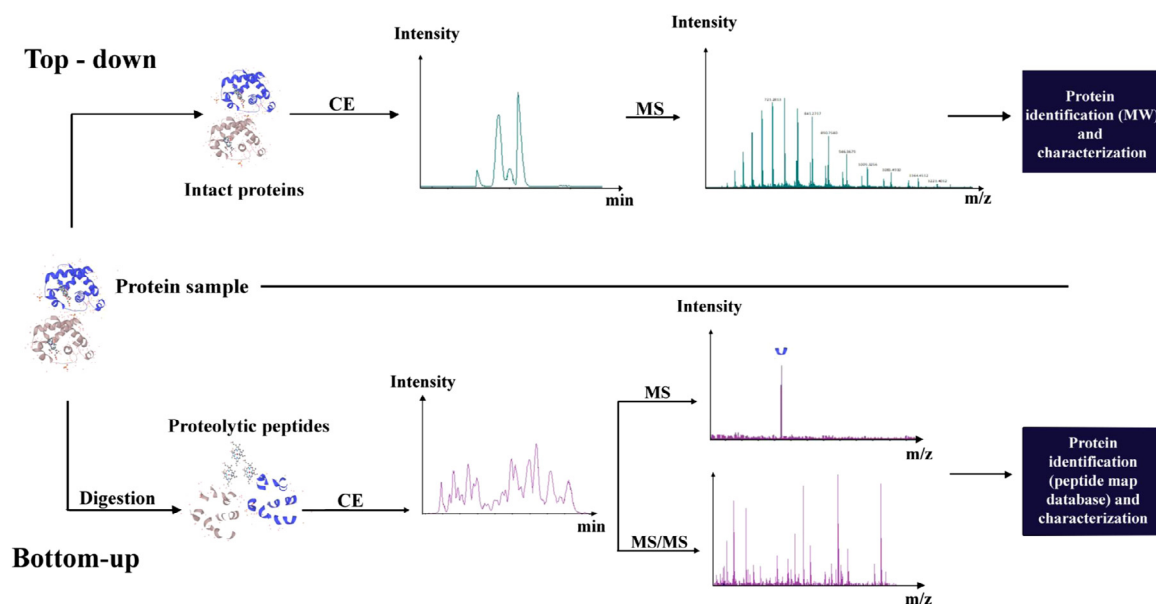 Top - down
Intact proteins
CE
Intensity
min
MS
m/z
Protein
identification (MW)
and
characterization
Protein sample
Digestion
Bottom-up
Proteolytic peptides
CE
Intensity
min
MS
MS/MS
Intensity
m/z
m/z
Protein
identification
(peptide map
database) and
characterization